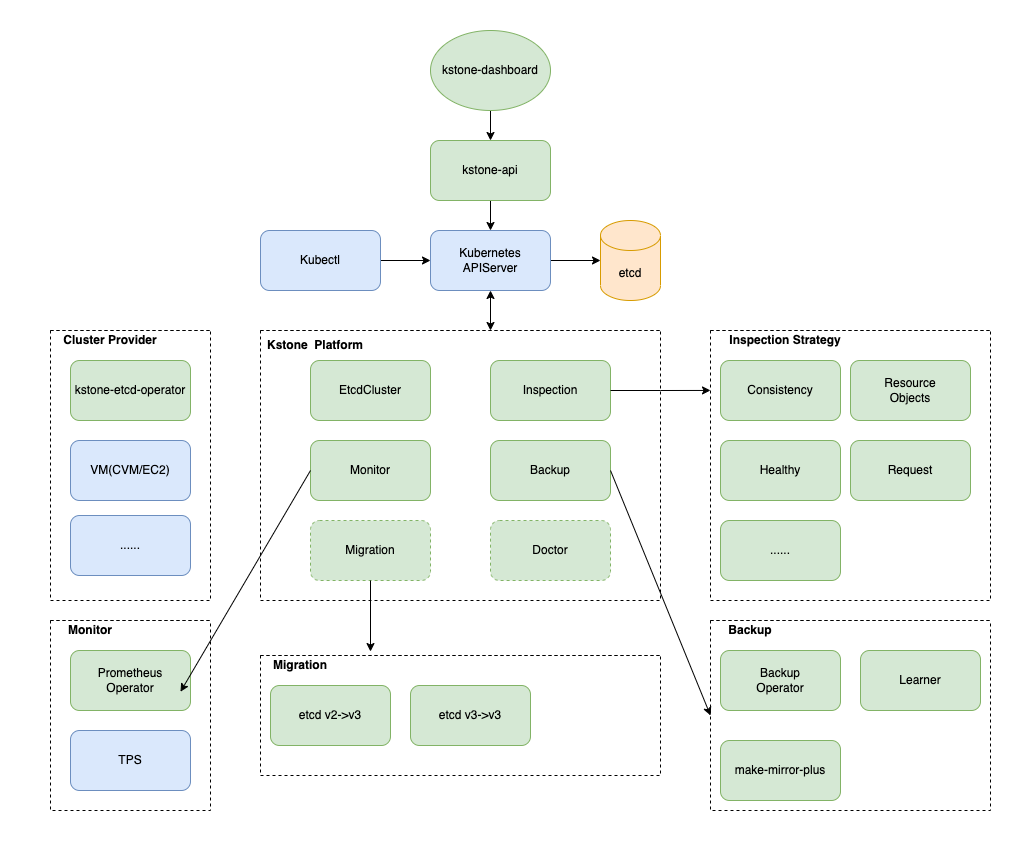 kstone-dashboard
kstone-api
Kubectl
Kubernetes
APIServer
etcd
Cluster Provider
kstone-etcd-operator
VM(CVM/EC2)
......
Kstone Platform
EtcdCluster
Inspection
Monitor
Backup
Migration
Doctor
Inspection Strategy
Consistency
Resource
Objects
Healthy
Request
......
Monitor
Prometheus
Operator
TPS
Migration
etcd v2->v3
etcd v3->v3
Backup
Backup
Operator
Learner
make-mirror-plus